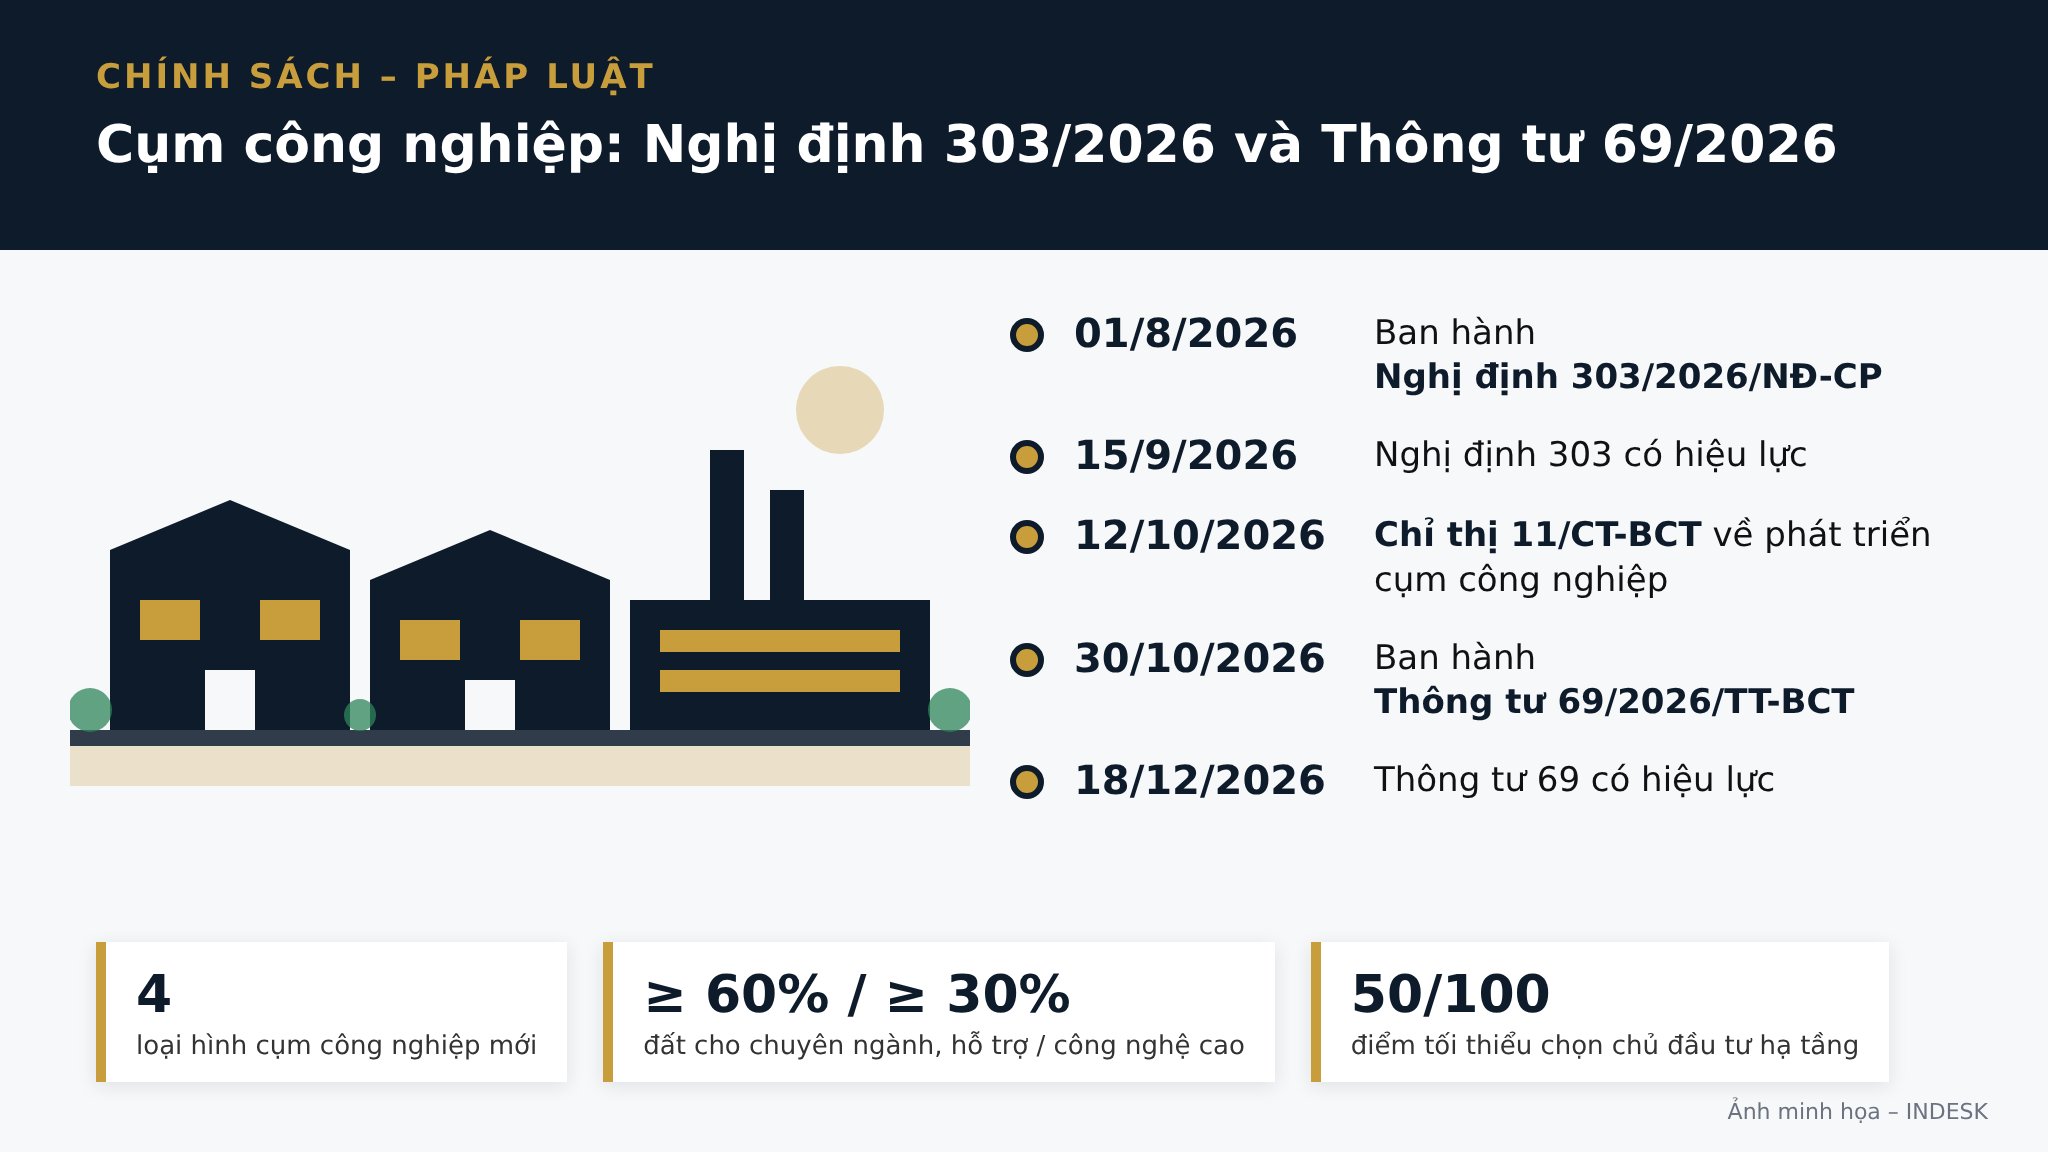 CHÍNH SÁCH – PHÁP LUẬT
Cụm công nghiệp: Nghị định 303/2026 và Thông tư 69/2026
01/8/2026
Ban hành
Nghị định 303/2026/NĐ-CP
15/9/2026
Nghị định 303 có hiệu lực
12/10/2026
Chỉ thị 11/CT-BCT về phát triển
cụm công nghiệp
30/10/2026
Ban hành
Thông tư 69/2026/TT-BCT
18/12/2026
Thông tư 69 có hiệu lực
4
loại hình cụm công nghiệp mới
≥ 60% / ≥ 30%
đất cho chuyên ngành, hỗ trợ / công nghệ cao
50/100
điểm tối thiểu chọn chủ đầu tư hạ tầng
Ảnh minh họa – INDESK